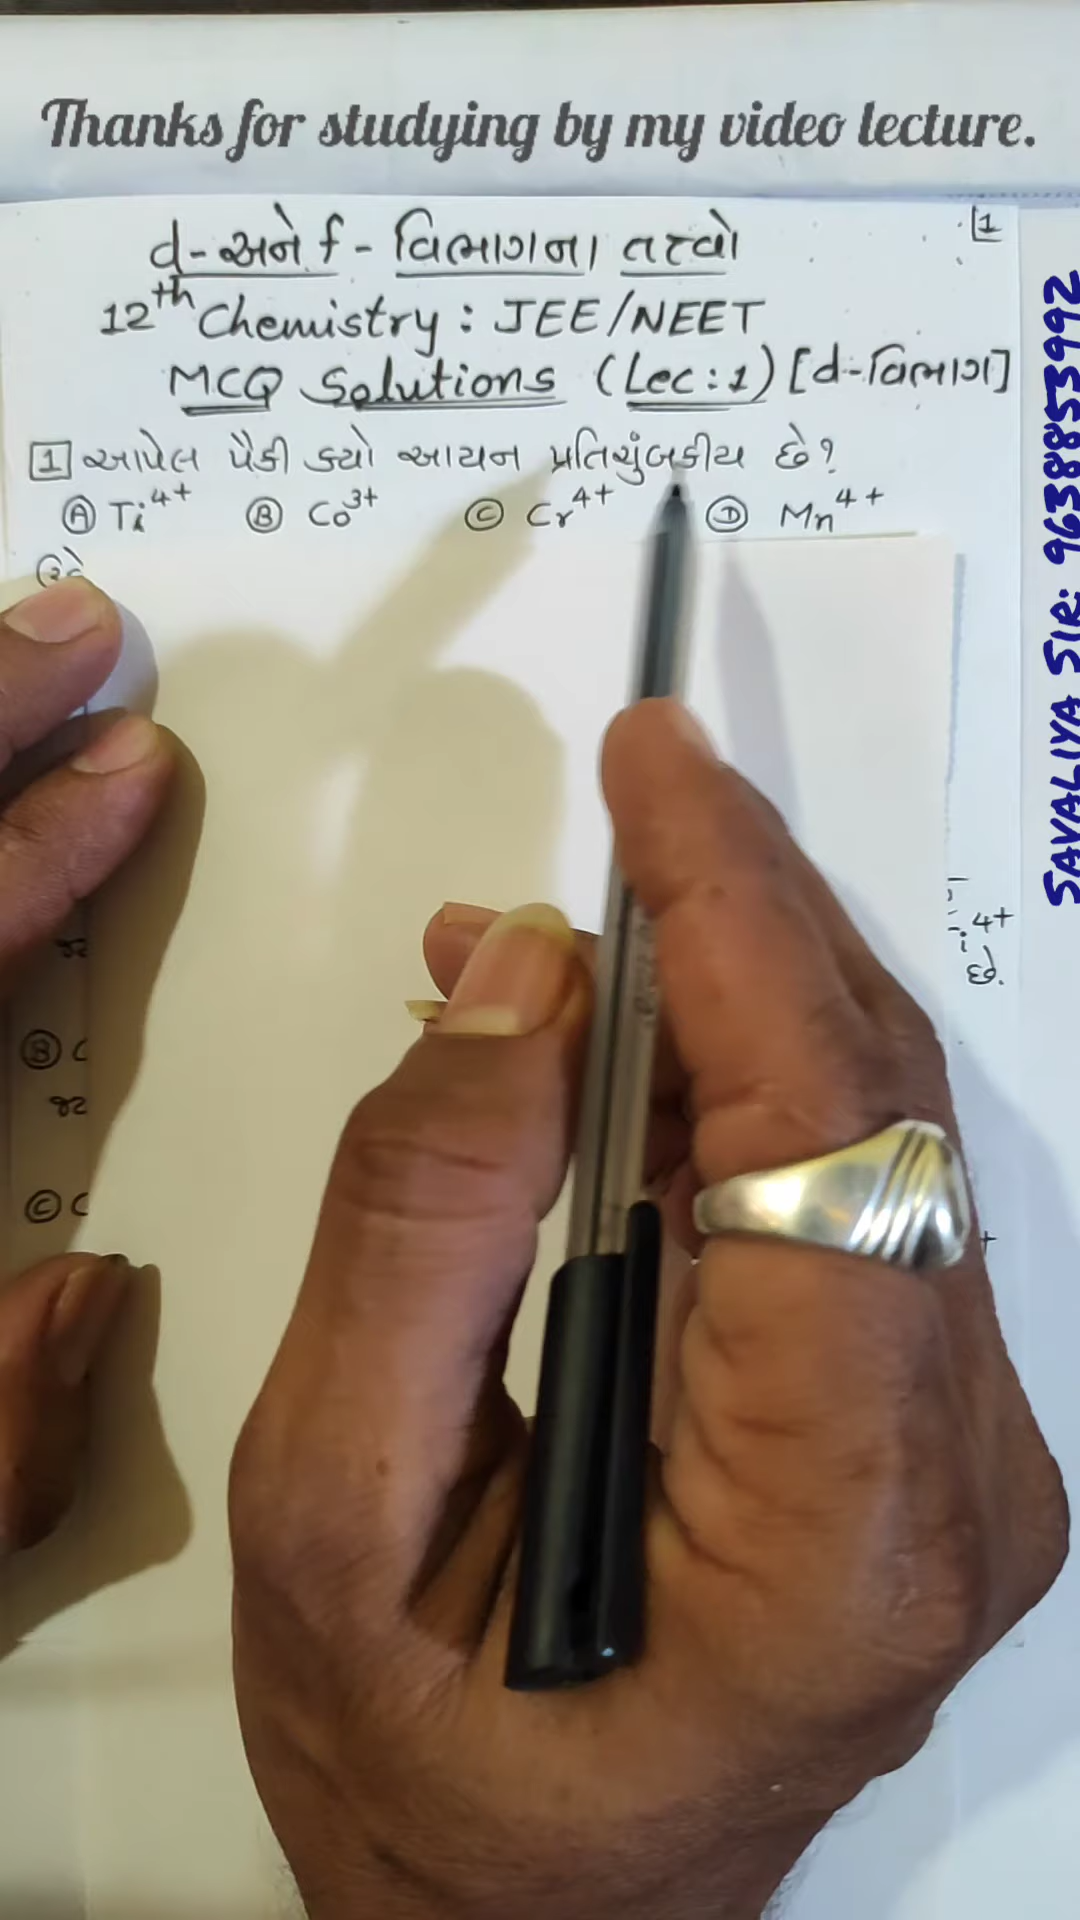 Thanks for studying by my video lecture.
1
d-અને f- વિભાગના તત્વો
12th Chemistry : JEE/NEET
MCQ Solutions (Lec:1) [d-વિભાગ]
1 આપેલ પૈકી ક્યો આયન પ્રતિચુંબકીય છે?
A Ti4+ B Co3+ C Cr4+ D Mn4+
4+
છે.
B C
C C
SAVALIYA SIR: 9638853992